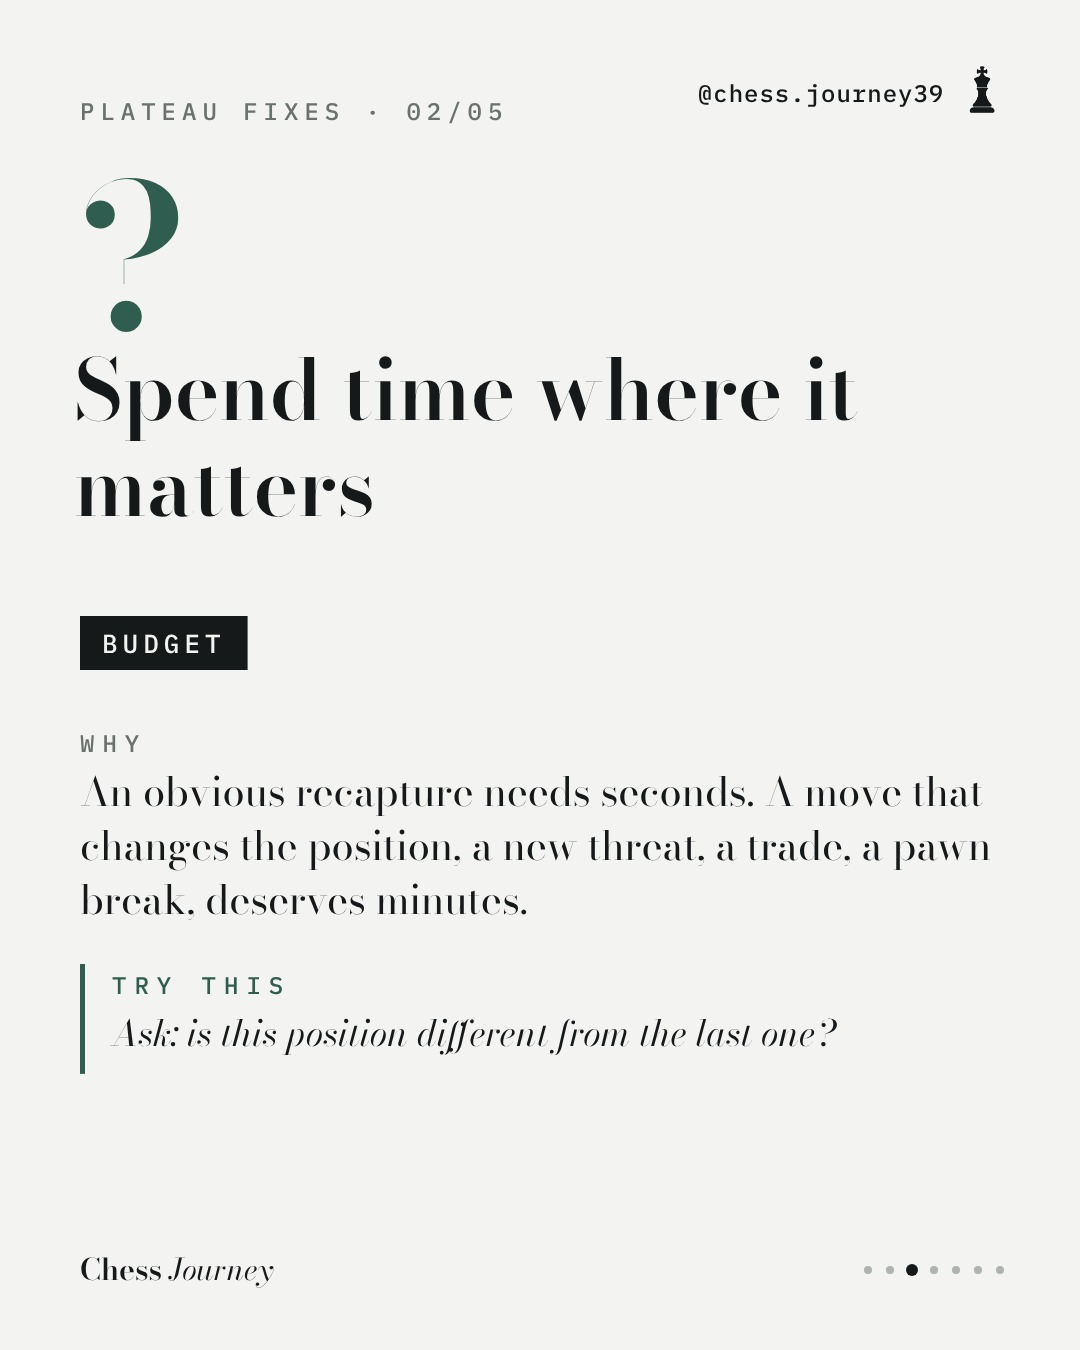 PLATEAU FIXES · 02/05
@chess.journey39
?
Spend time where it
matters
BUDGET
WHY
An obvious recapture needs seconds. A move that
changes the position, a new threat, a trade, a pawn
break, deserves minutes.
TRY THIS
Ask: is this position different from the last one?
Chess Journey